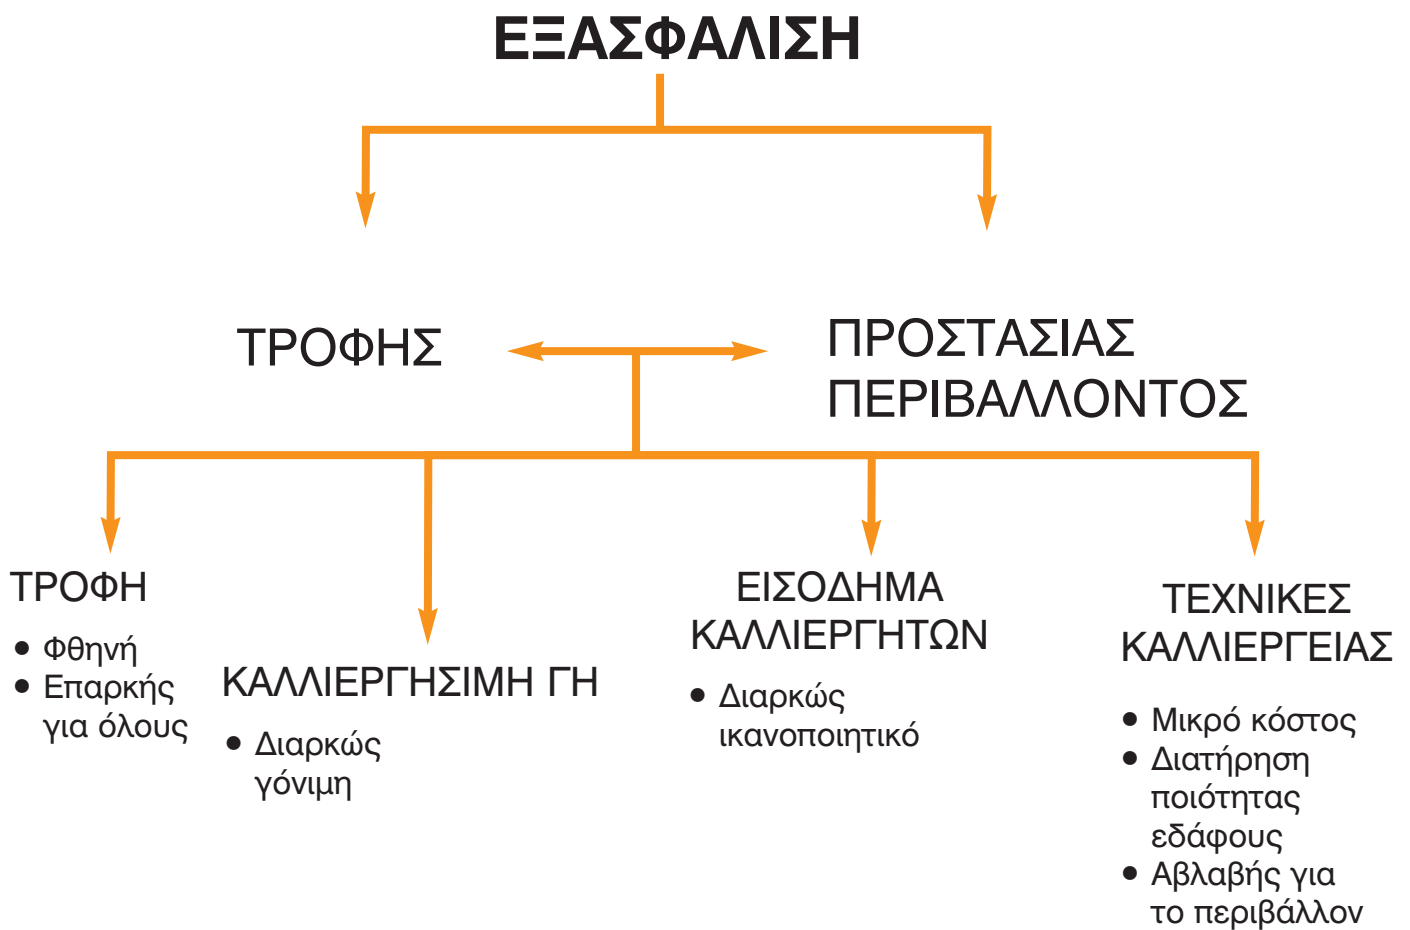 ΕΞΑΣΦΑΛΙΣΗ
ΤΡΟΦΗΣ
ΠΡΟΣΤΑΣΙΑΣ
ΠΕΡΙΒΑΛΛΟΝΤΟΣ
ΤΡΟΦΗ
• Φθηνή
• Επαρκής
για όλους
ΚΑΛΛΙΕΡΓΗΣΙΜΗ ΓΗ
• Διαρκώς
γόνιμη
ΕΙΣΟΔΗΜΑ
ΚΑΛΛΙΕΡΓΗΤΩΝ
• Διαρκώς
ικανοποιητικό
ΤΕΧΝΙΚΕΣ
ΚΑΛΛΙΕΡΓΕΙΑΣ
• Μικρό κόστος
• Διατήρηση
ποιότητας
εδάφους
• Αβλαβής για
το περιβάλλον